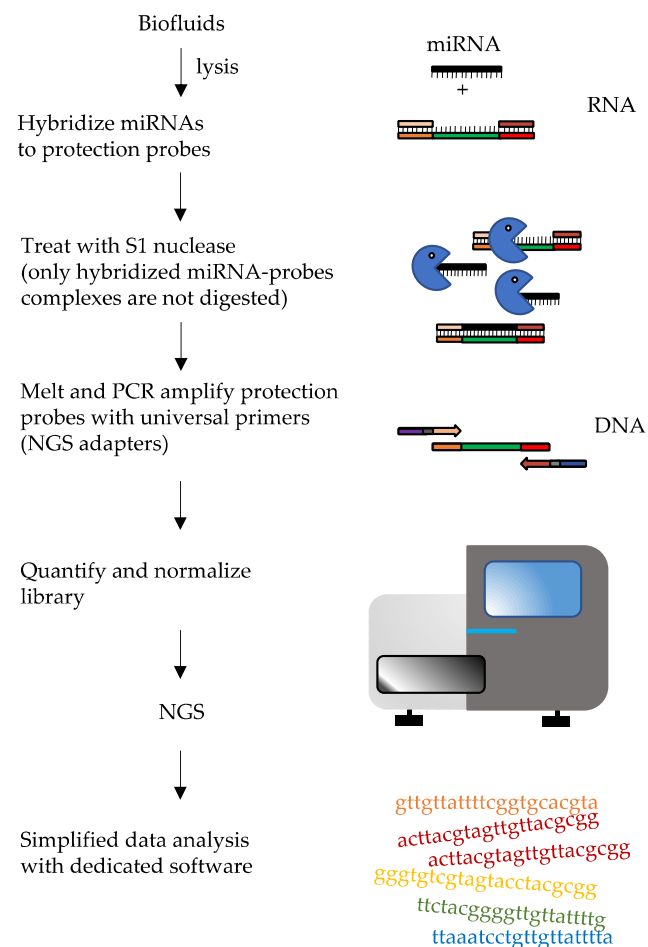 Biofluids
lysis
miRNA
+
RNA
Hybridize miRNAs
to protection probes
Treat with S1 nuclease
(only hybridized miRNA-probes
complexes are not digested)
Melt and PCR amplify protection
probes with universal primers
(NGS adapters)
DNA
Quantify and normalize
library
NGS
Simplified data analysis
with dedicated software
gttgttattttcggtgcacgta
acttacgtagttgttacgcgg
acttacgtagttgttacgcgg
gggtgtcgtagtacctacgcgg
ttctacggggttgttattttg
ttaaatcctgttgttatttta